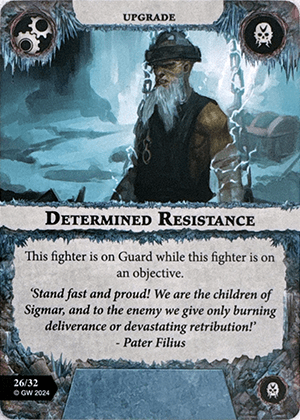 UPGRADE
DETERMINED RESISTANCE
This fighter is on Guard while this fighter is on
an objective.
‘Stand fast and proud! We are the children of
Sigmar, and to the enemy we give only burning
deliverance or devastating retribution!’
- Pater Filius
26/32
© GW 2024